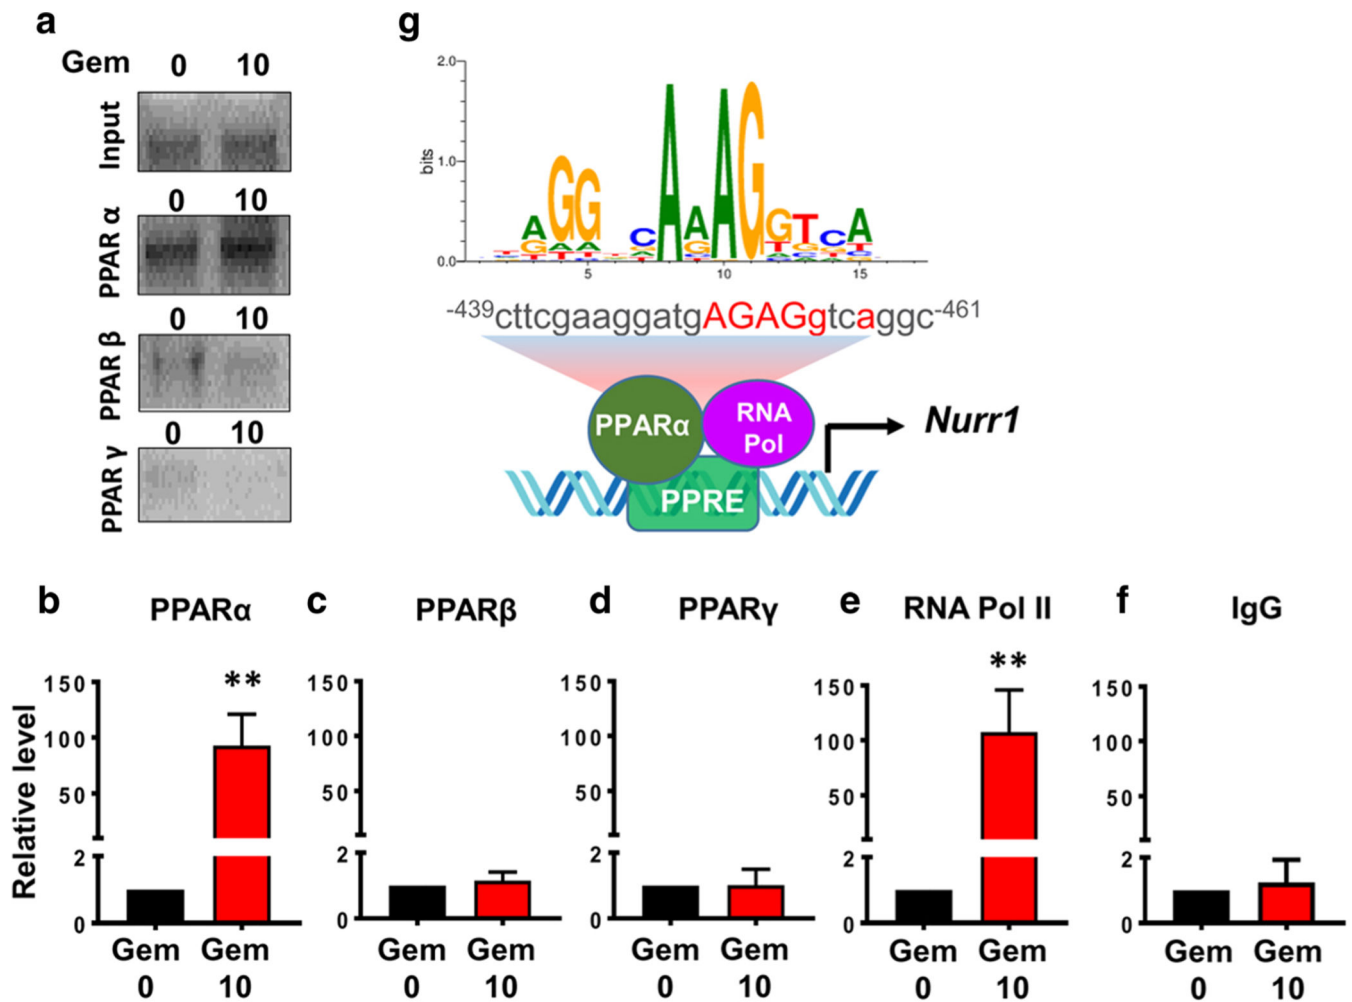 a
Gem 0 10
Input
0 10
PPAR α
0 10
PPAR β
0 10
PPAR γ
g
2.0
bits
1.0
0.0
5 10 15
-439cttcgaaggatgAGAGgtcaggc-461
PPARα
RNA
Pol
PPRE
Nurr1
b PPARα
Relative level
150
**
100
50
2
0
Gem Gem
0 10
c PPARβ
150
100
50
2
0
Gem Gem
0 10
d PPARγ
150
100
50
2
0
Gem Gem
0 10
e RNA Pol II
150
**
100
50
2
0
Gem Gem
0 10
f IgG
150
100
50
2
0
Gem Gem
0 10